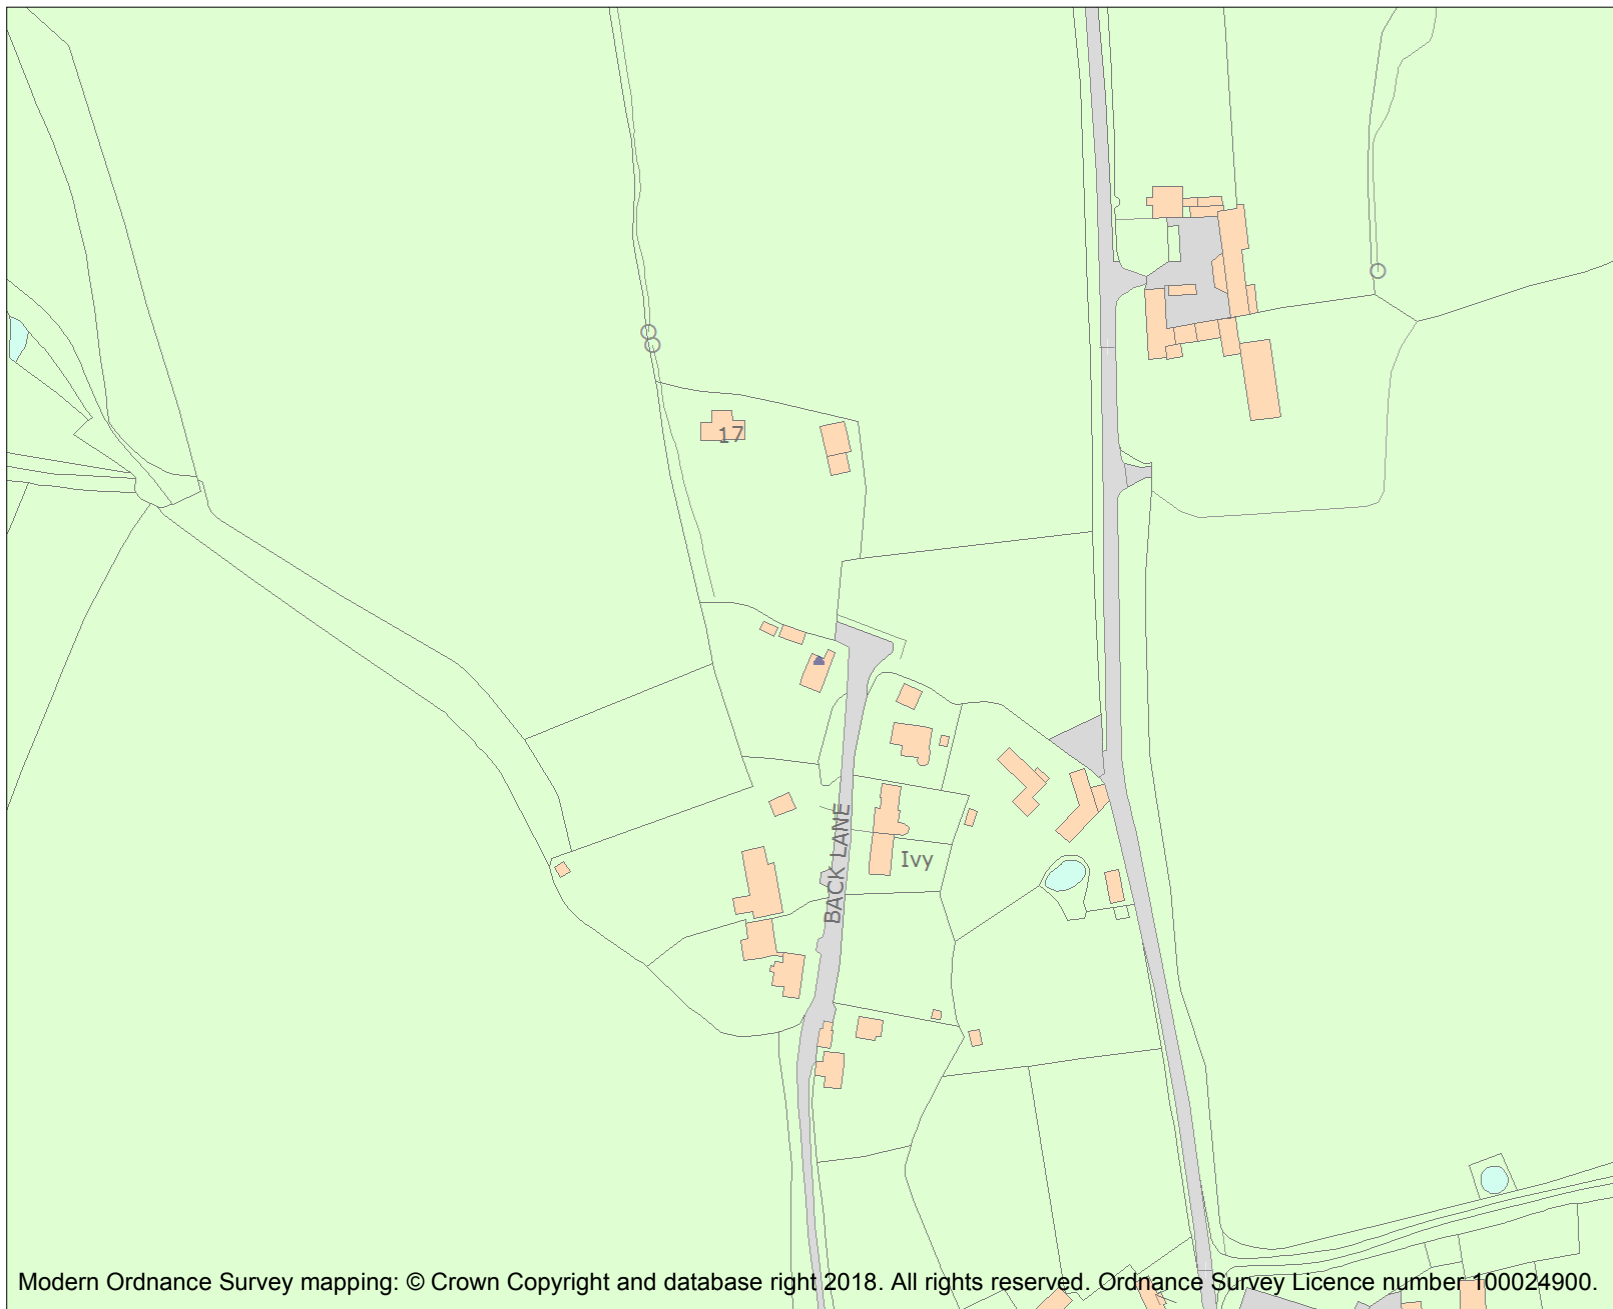 17
BACK LANE
Ivy
Modern Ordnance Survey mapping: © Crown Copyright and database right 2018. All rights reserved. Ordnance Survey Licence number 100024900.